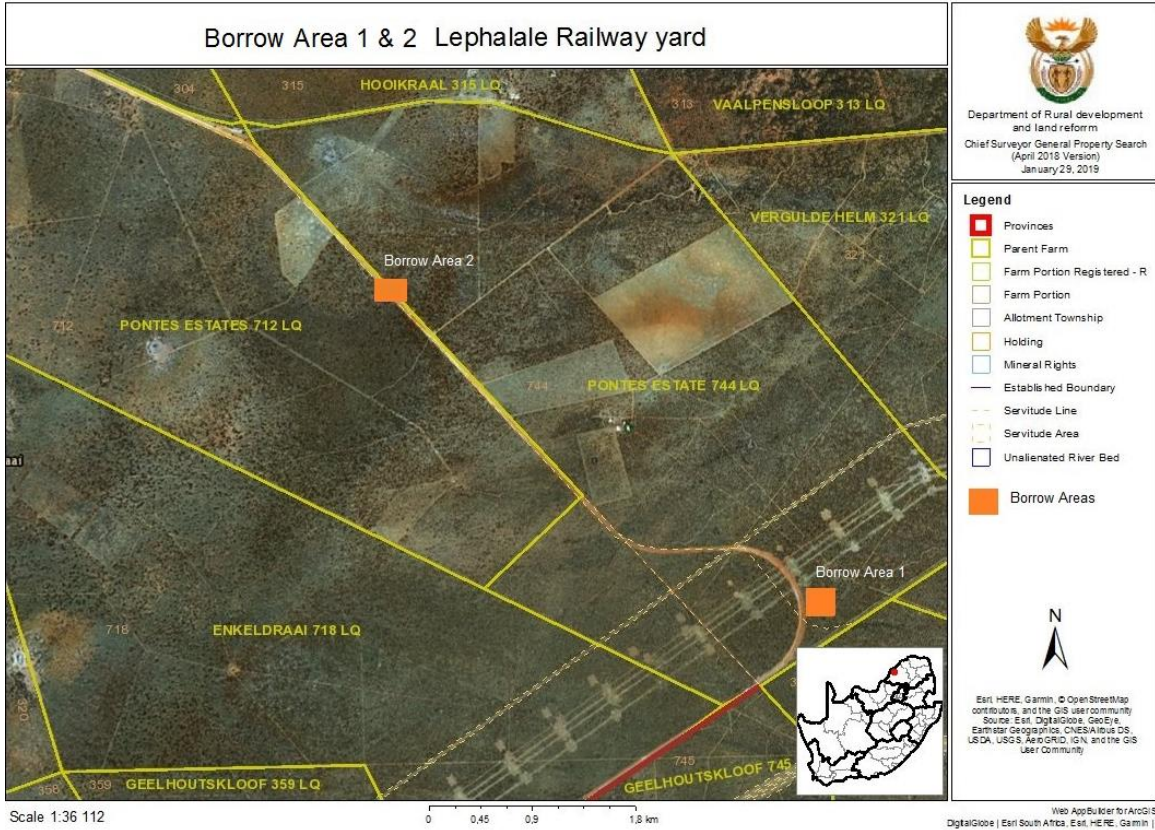 Borrow Area 1 & 2 Lephalale Railway yard
Department of Rural development
and land reform
Chief Surveyor General Property Search
(April 2018 Version)
January 29, 2019
304
315
HOOIKRAAL 315 LQ
313
VAALPENSLOOP 313 LQ
VERGULDE HELM 321 LQ
321
Borrow Area 2
712
PONTES ESTATES 712 LQ
744
PONTES ESTATE 744 LQ
aai
Borrow Area 1
718
ENKELDRAAI 718 LQ
320
358
359
GEELHOUTSKLOOF 359 LQ
745
GEELHOUTSKLOOF 745
Legend
Provinces
Parent Farm
Farm Portion Registered - R
Farm Portion
Allotment Township
Holding
Mineral Rights
Established Boundary
Servitude Line
Servitude Area
Unalienated River Bed
Borrow Areas
N
Esri, HERE, Garmin, © OpenStreetMap
contributors, and the GIS user community
Source: Esri, DigitalGlobe, GeoEye,
Earthstar Geographics, CNES/Airbus DS,
USDA, USGS, AeroGRID, IGN, and the GIS
User Community
Scale 1:36 112
0 0,45 0,9 1,8 km
Web AppBuilder for ArcGIS
DigitalGlobe | Esri South Africa, Esri, HERE, Garmin |